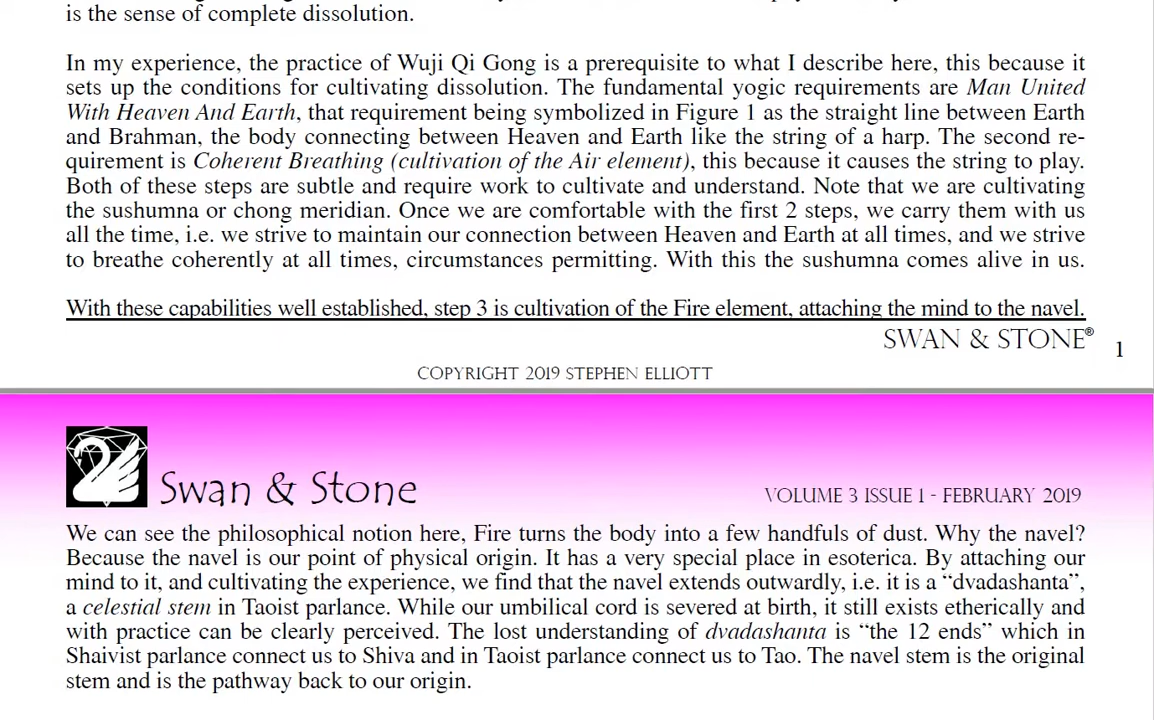 is the sense of complete dissolution.
In my experience, the practice of Wuji Qi Gong is a prerequisite to what I describe here, this because it
sets up the conditions for cultivating dissolution. The fundamental yogic requirements are Man United
With Heaven And Earth, that requirement being symbolized in Figure 1 as the straight line between Earth
and Brahman, the body connecting between Heaven and Earth like the string of a harp. The second re-
quirement is Coherent Breathing (cultivation of the Air element), this because it causes the string to play.
Both of these steps are subtle and require work to cultivate and understand. Note that we are cultivating
the sushumna or chong meridian. Once we are comfortable with the first 2 steps, we carry them with us
all the time, i.e. we strive to maintain our connection between Heaven and Earth at all times, and we strive
to breathe coherently at all times, circumstances permitting. With this the sushumna comes alive in us.
With these capabilities well established, step 3 is cultivation of the Fire element, attaching the mind to the navel.
SWAN & STONE®
1
COPYRIGHT 2019 STEPHEN ELLIOTT
Swan & Stone
VOLUME 3 ISSUE 1 - FEBRUARY 2019
We can see the philosophical notion here, Fire turns the body into a few handfuls of dust. Why the navel?
Because the navel is our point of physical origin. It has a very special place in esoterica. By attaching our
mind to it, and cultivating the experience, we find that the navel extends outwardly, i.e. it is a “dvadashanta”,
a celestial stem in Taoist parlance. While our umbilical cord is severed at birth, it still exists etherically and
with practice can be clearly perceived. The lost understanding of dvadashanta is “the 12 ends” which in
Shaivist parlance connect us to Shiva and in Taoist parlance connect us to Tao. The navel stem is the original
stem and is the pathway back to our origin.